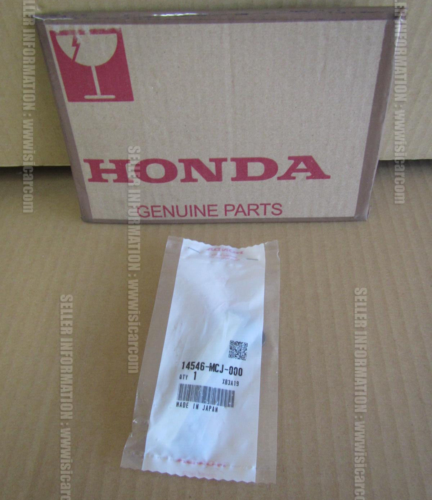 HONDA
GENUINE PARTS
14546-MCJ-000
QTY 1
MADE IN JAPAN
SELLER INFORMATION : www.isicar.com
SELLER INFORMATION : www.isicar.com
SELLER INFORMATION : www.isicar.com
SELLER INFORMATION : www.isicar.com
SELLER INFORMATION : www.isicar.com
SELLER INFORMATION : www.isicar.com